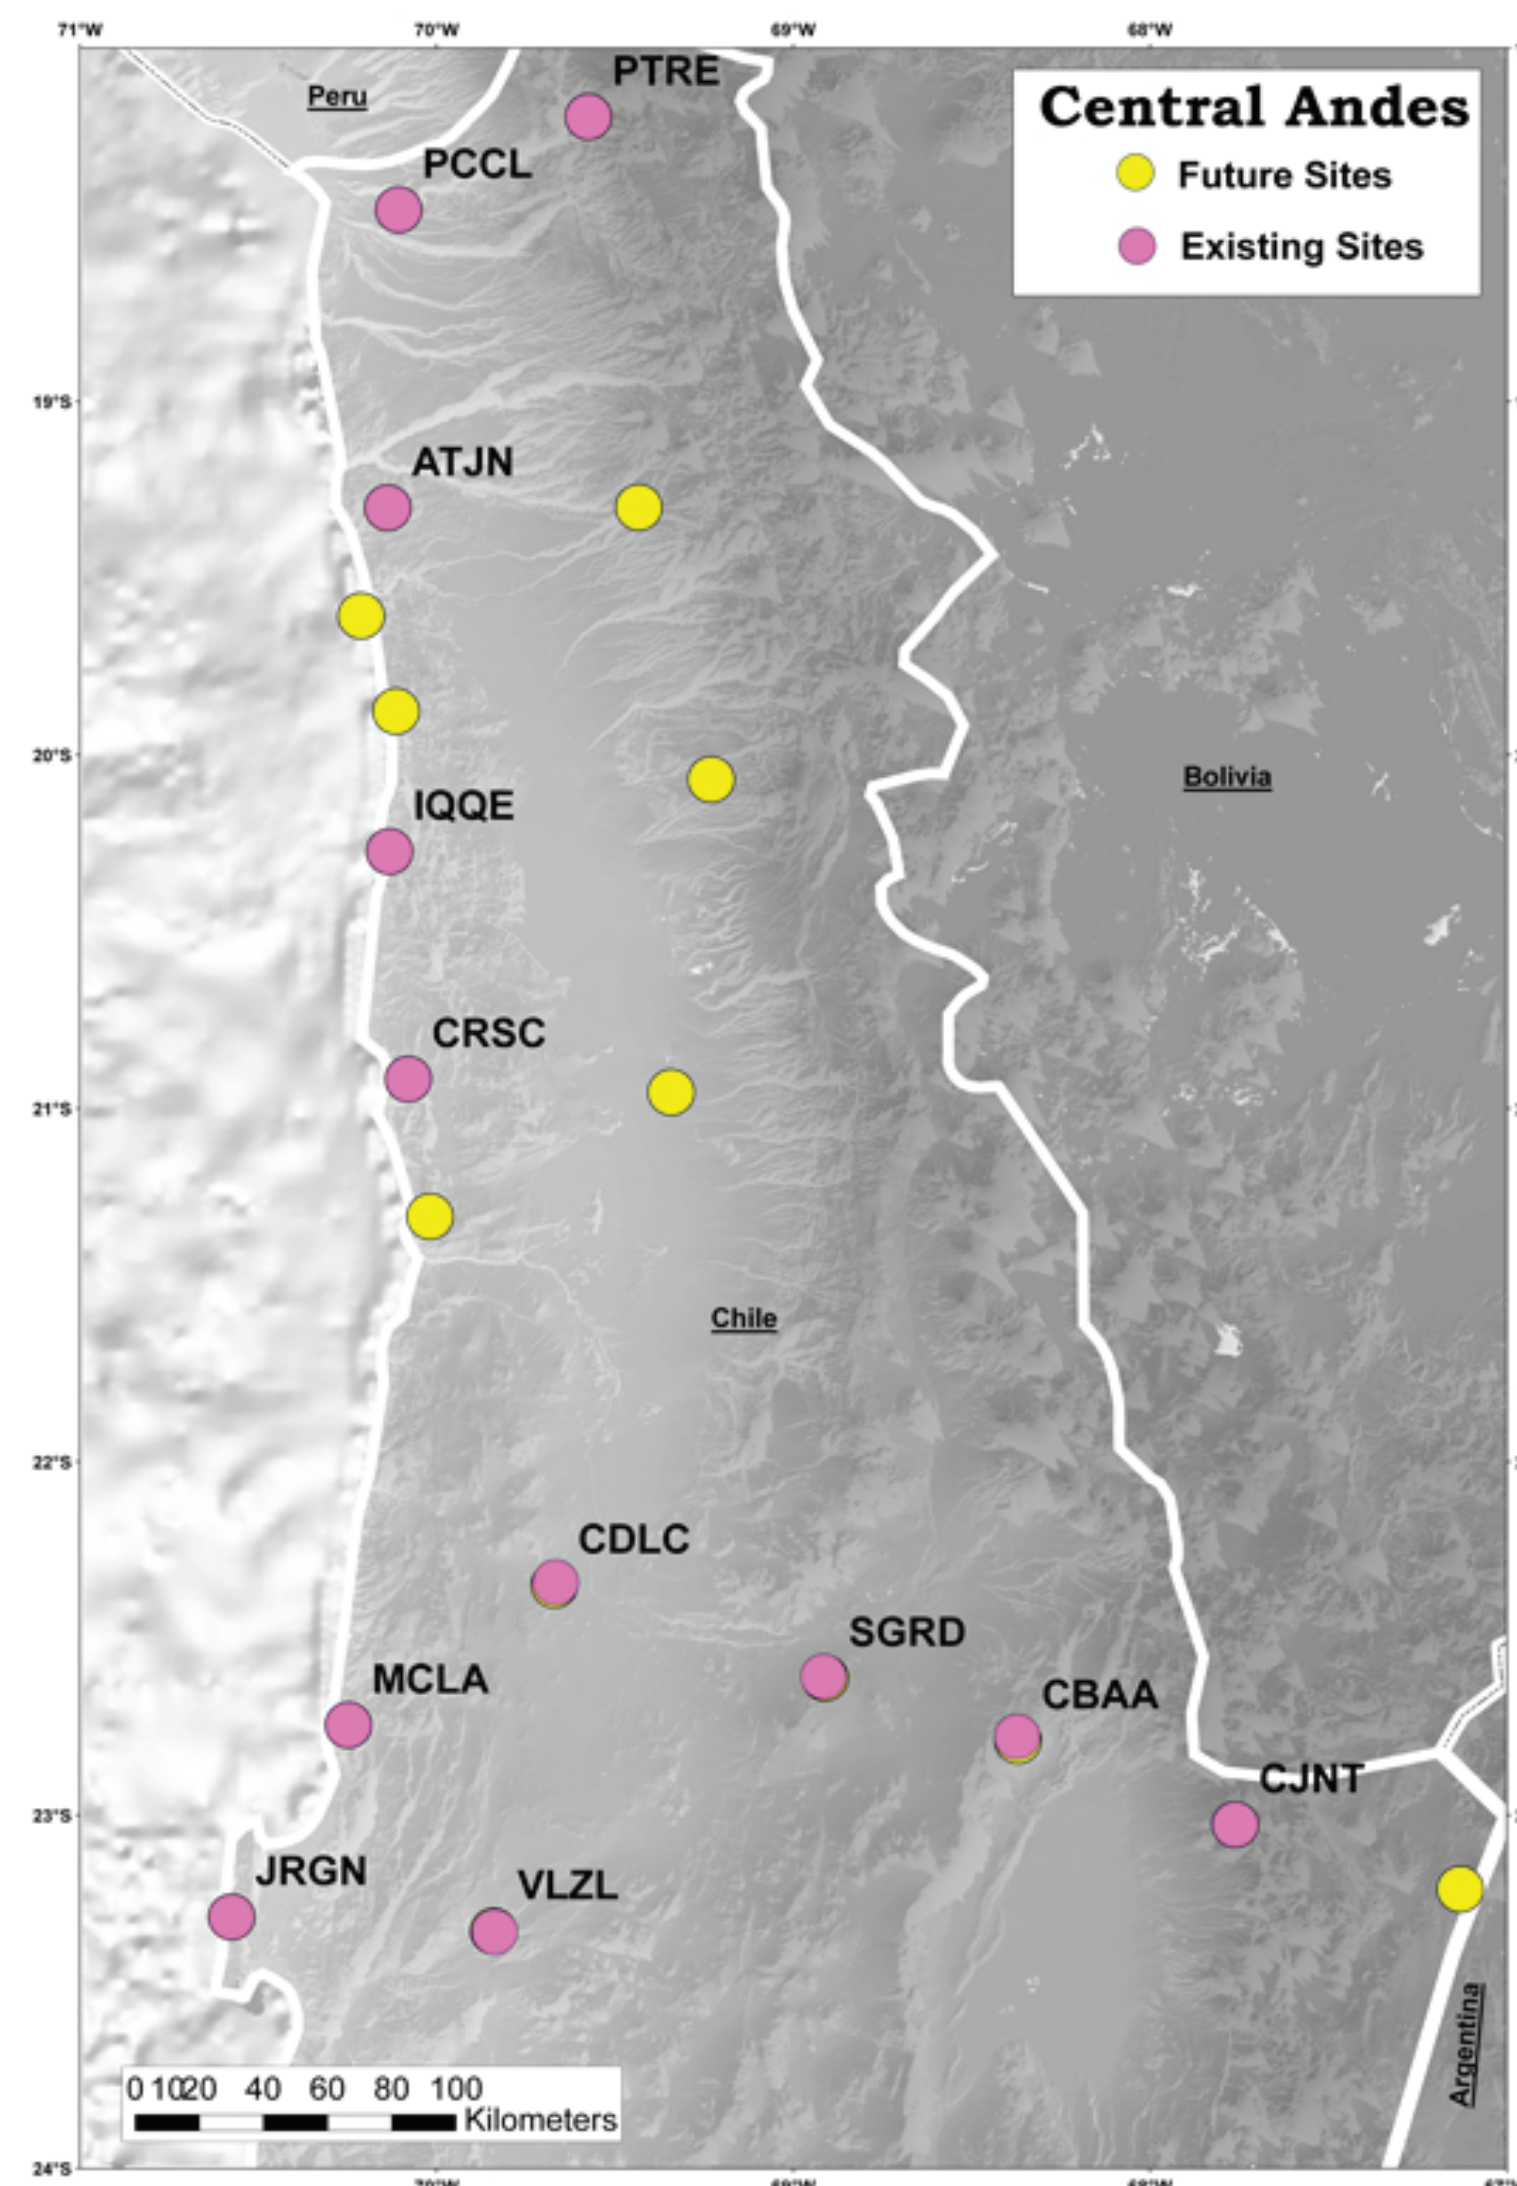 71°W 70°W 69°W 68°W
Peru
PTRE
Central Andes
Future Sites
Existing Sites
PCCL
19°S
ATJN
20°S
Bolivia
IQQE
CRSC
21°S
Chile
22°S
CDLC
SGRD
MCLA
CBAA
CJNT
23°S
JRGN
VLZL
Argentina
0 10 20 40 60 80 100
Kilometers
24°S